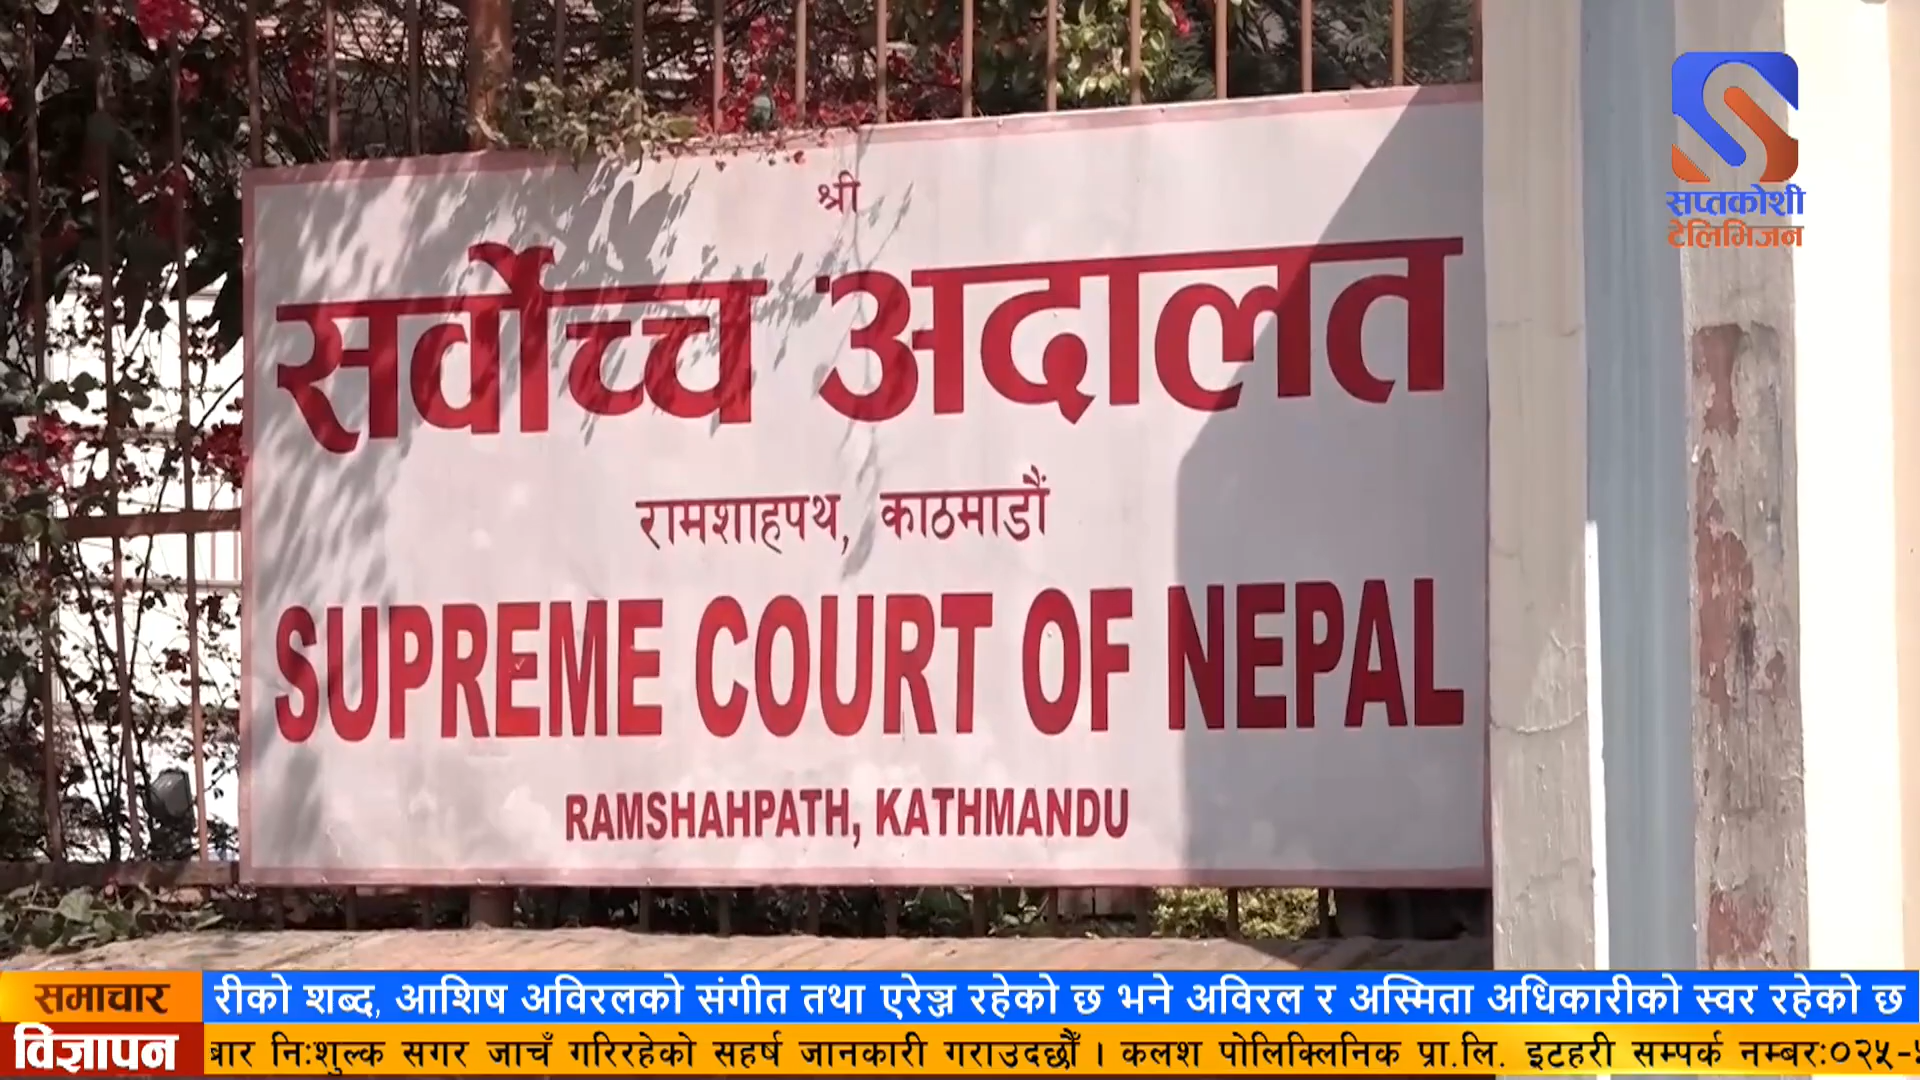 श्री
सर्वोच्च अदालत
रामशाहपथ, काठमाडौं
SUPREME COURT OF NEPAL
RAMSHAHPATH, KATHMANDU
सप्तकोशी
टेलिभिजन
समाचार
रीको शब्द, आशिष अविरलको संगीत तथा एरेञ्ज रहेको छ भने अविरल र अस्मिता अधिकारीको स्वर रहेको छ
विज्ञापन
बार निःशुल्क सगर जाचँ गरिरहेको सहर्ष जानकारी गराउदछौँ । कलश पोलिक्लिनिक प्रा.लि. इटहरी सम्पर्क नम्बर:०२५-